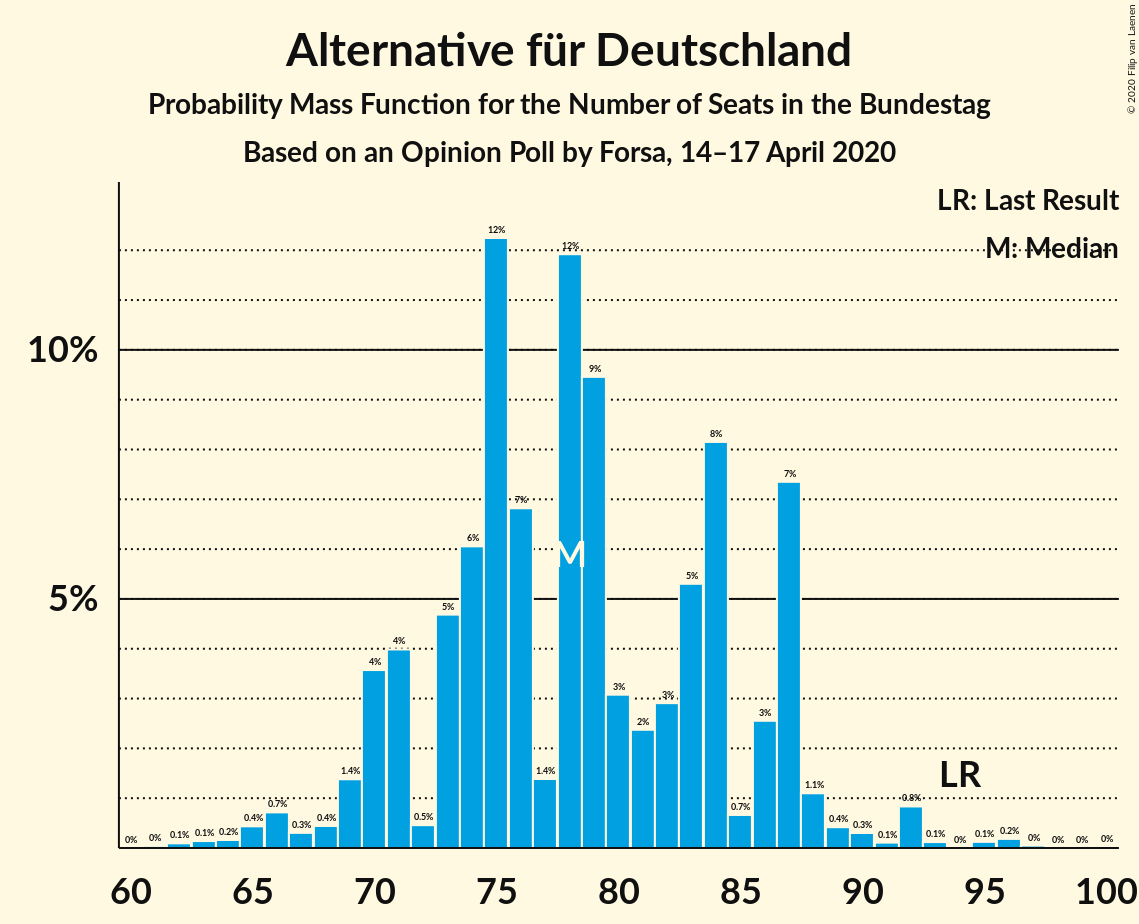 © 2020 Filip van Laenen
Alternative für Deutschland
Probability Mass Function for the Number of Seats in the Bundestag
Based on an Opinion Poll by Forsa, 14–17 April 2020
LR: Last Result
M: Median
10%
5%
0% 0% 0.1% 0.1% 0.2% 0.4% 0.7% 0.3% 0.4% 1.4% 4% 4% 0.5% 5% 6% 12% 7% 1.4% 12% 9% 3% 2% 3% 5% 8% 0.7% 3% 7% 1.1% 0.4% 0.3% 0.1% 0.8% 0.1% 0% 0.1% 0.2% 0% 0% 0% 0%
M
LR
60 65 70 75 80 85 90 95 100